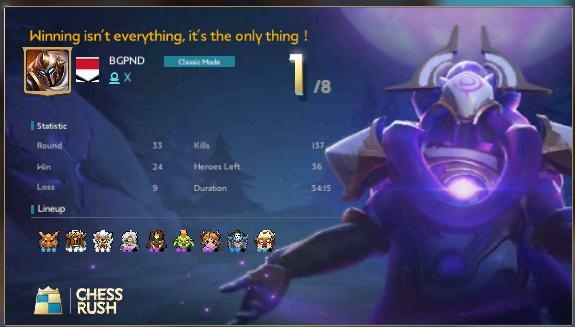 Winning isn't everything, it's the only thing !
BGPND
Classic Mode
X
1/8
Statistic
Round 33 Kills 137
Win 24 Heroes Left 36
Loss 9 Duration 34:15
Lineup
CHESS
RUSH